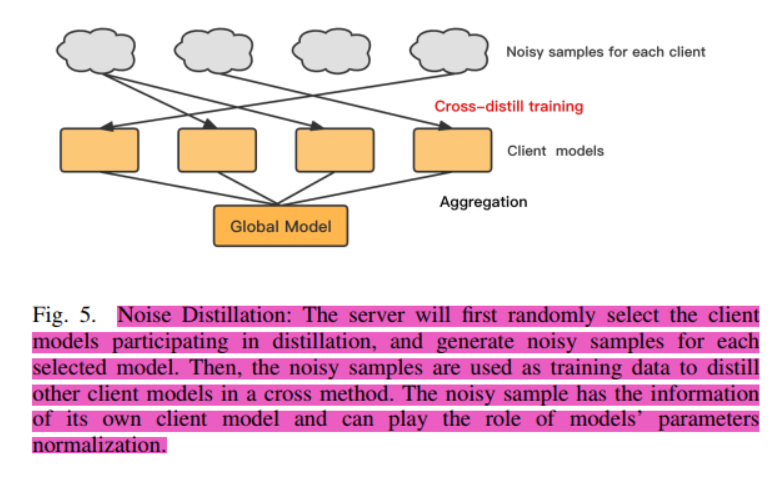 Noisy samples for each client
Cross-distill training
Client models
Aggregation
Global Model
Fig. 5. Noise Distillation: The server will first randomly select the client
models participating in distillation, and generate noisy samples for each
selected model. Then, the noisy samples are used as training data to distill
other client models in a cross method. The noisy sample has the information
of its own client model and can play the role of models’ parameters
normalization.